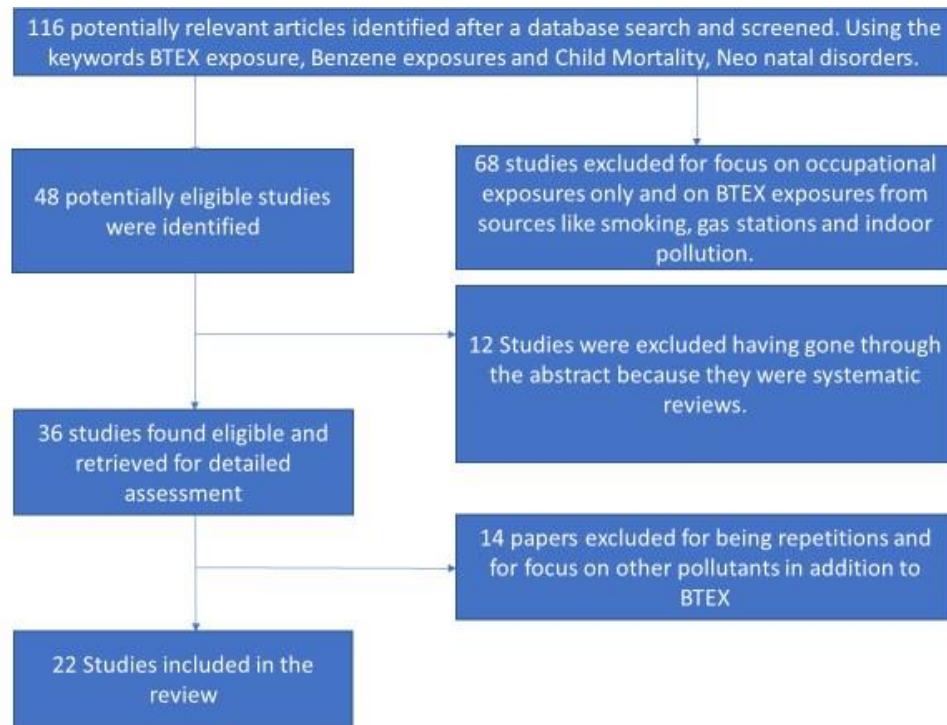 116 potentially relevant articles identified after a database search and screened. Using the
keywords BTEX exposure, Benzene exposures and Child Mortality, Neo natal disorders.
48 potentially eligible studies
were identified
68 studies excluded for focus on occupational
exposures only and on BTEX exposures from
sources like smoking, gas stations and indoor
pollution.
12 Studies were excluded having gone through
the abstract because they were systematic
reviews.
36 studies found eligible and
retrieved for detailed
assessment
14 papers excluded for being repetitions and
for focus on other pollutants in addition to
BTEX
22 Studies included in the
review